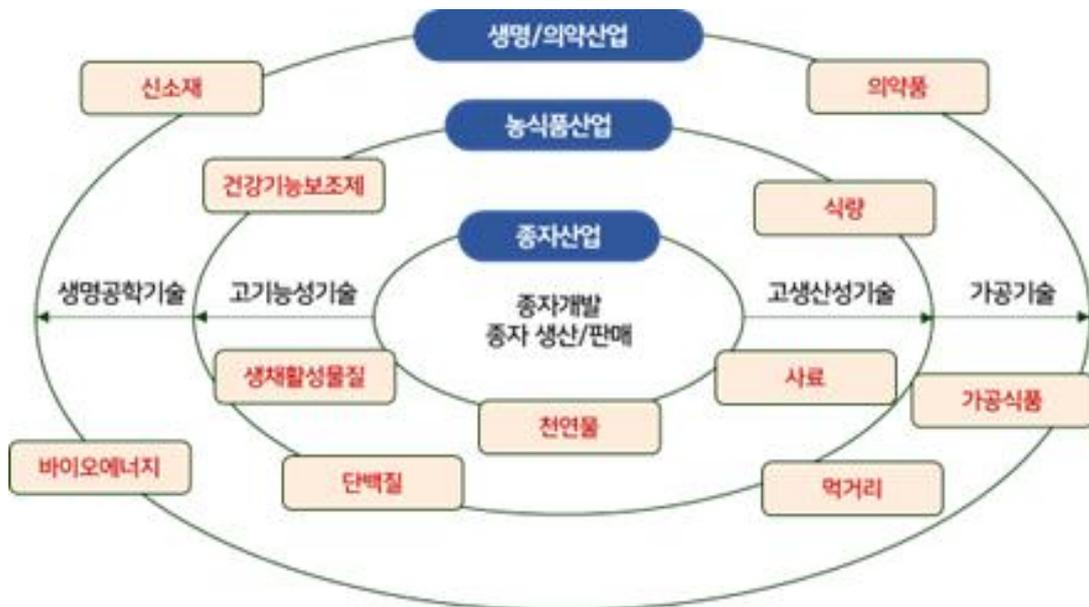 생명/의약산업
신소재
의약품
농식품산업
건강기능보조제
식량
종자산업
생명공학기술
고기능성기술
종자개발
종자 생산/판매
고생산성기술
가공기술
생채활성물질
사료
가공식품
천연물
바이오에너지
단백질
먹거리